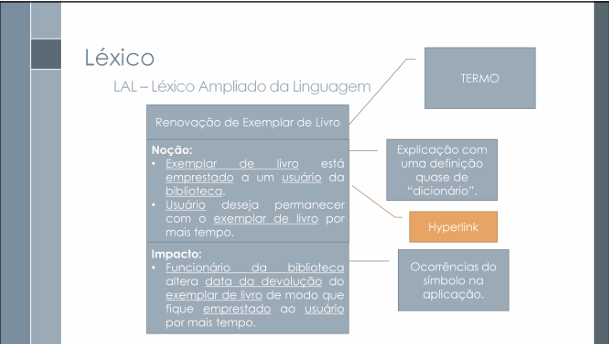 Léxico
LAL – Léxico Ampliado da Linguagem
TERMO
Renovação de Exemplar de Livro
Noção:
• Exemplar de livro está
emprestado a um usuário da
biblioteca.
• Usuário deseja permanecer
com o exemplar de livro por
mais tempo.
Explicação com
uma definição
quase de
“dicionário”.
Hyperlink
Impacto:
• Funcionário da biblioteca
altera data da devolução do
exemplar de livro de modo que
fique emprestado ao usuário
por mais tempo.
Ocorrências do
símbolo na
aplicação.